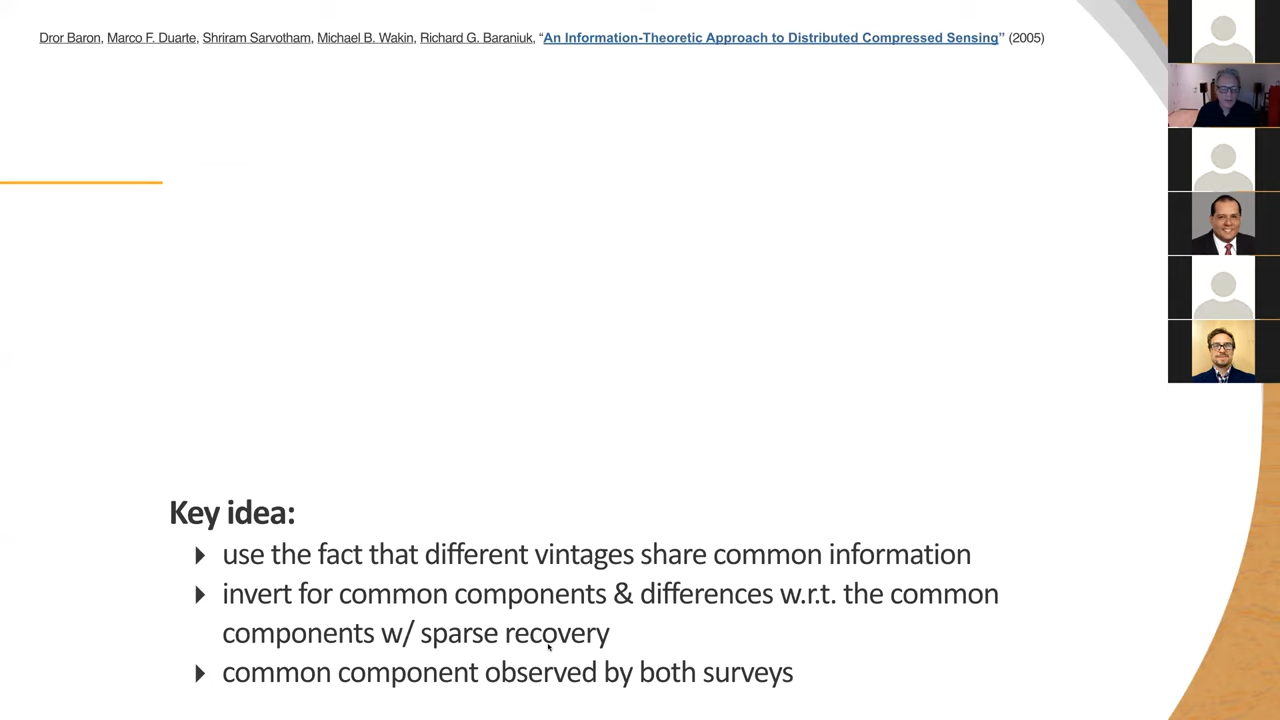 Dror Baron, Marco F. Duarte, Shriram Sarvotham, Michael B. Wakin, Richard G. Baraniuk, “An Information-Theoretic Approach to Distributed Compressed Sensing” (2005)
Key idea:
use the fact that different vintages share common information
invert for common components & differences w.r.t. the common
components w/ sparse recovery
common component observed by both surveys